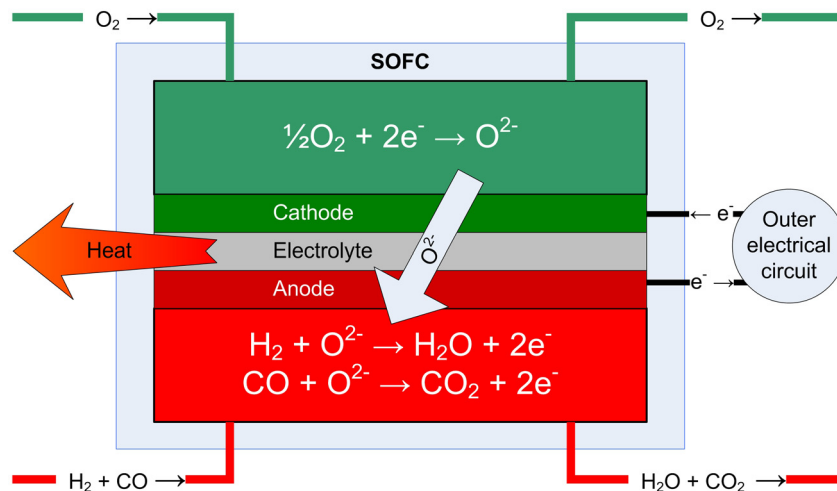 O₂ →
O₂ →
SOFC
½O₂ + 2e⁻ → O²⁻
Cathode
← e⁻
Outer
electrical
circuit
Heat
Electrolyte
O²⁻
Anode
e⁻ →
H₂ + O²⁻ → H₂O + 2e⁻
CO + O²⁻ → CO₂ + 2e⁻
H₂ + CO →
H₂O + CO₂ →